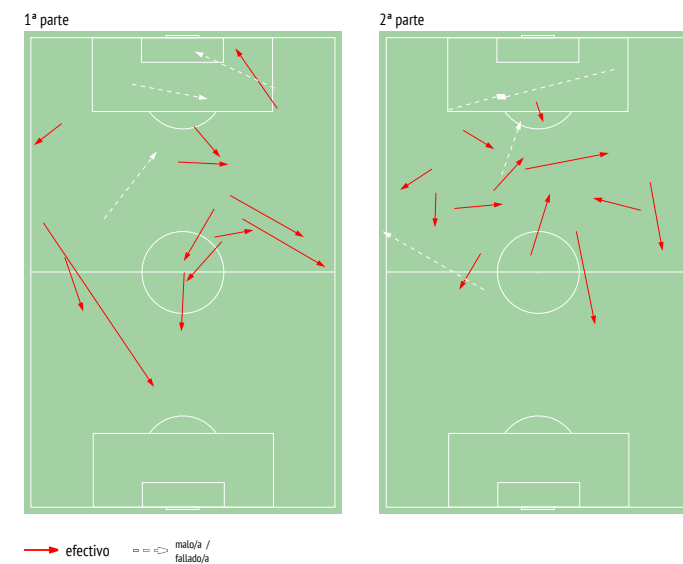 1ª parte
2ª parte
efectivo
malo/a /
fallado/a